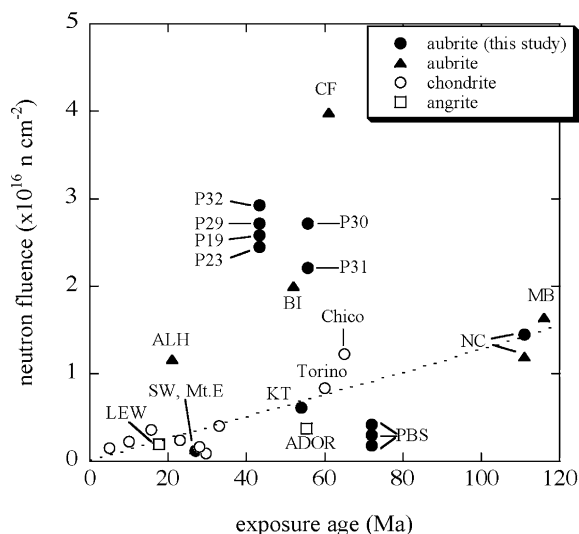 5
4
3
2
1
0
neutron fluence (x10¹⁶ n cm⁻²)
aubrite (this study)
aubrite
chondrite
angrite
CF
P32
P29
P19
P23
P30
P31
BI
MB
ALH
Chico
NC
SW, Mt.E
Torino
LEW
KT
ADOR
PBS
0 20 40 60 80 100 120
exposure age (Ma)